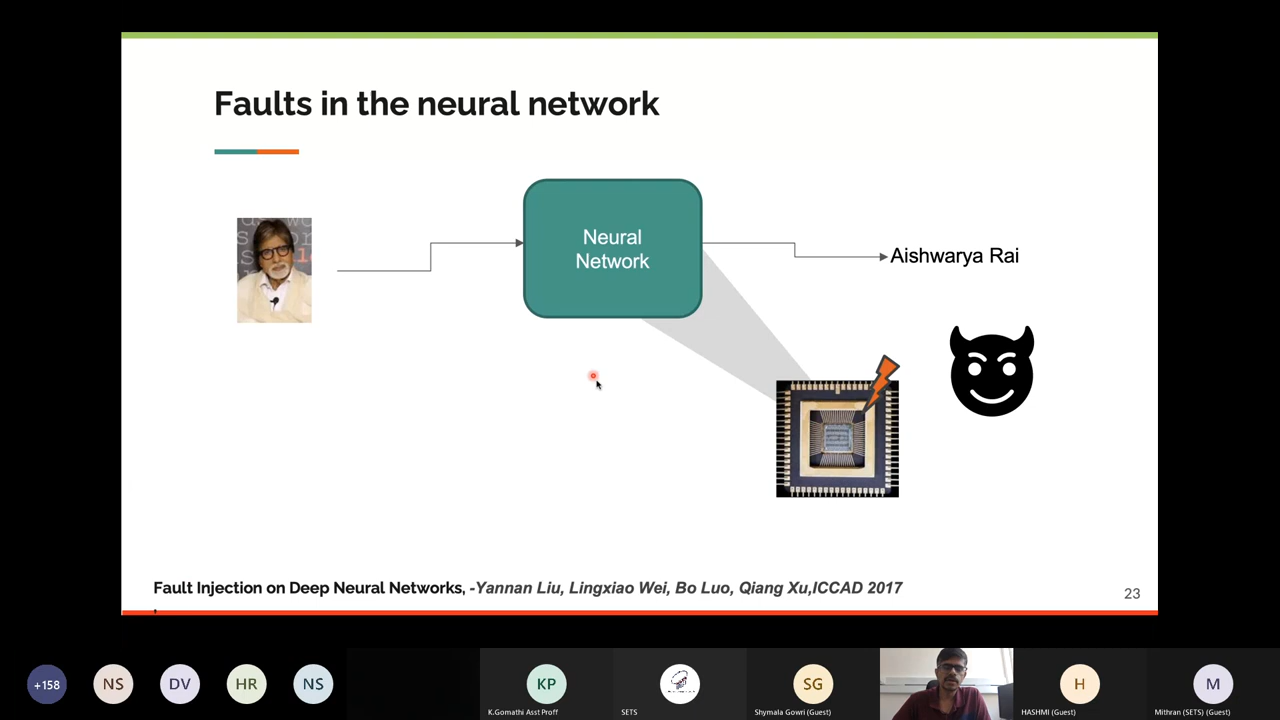 Faults in the neural network
Neural
Network
Aishwarya Rai
Fault Injection on Deep Neural Networks, -Yannan Liu, Lingxiao Wei, Bo Luo, Qiang Xu,ICCAD 2017
,
23
+158
NS
DV
HR
NS
KP
K.Gomathi Asst Proff
SETS
SG
Shymala Gowri (Guest)
H
HASHMI (Guest)
M
Mithran (SETS) (Guest)